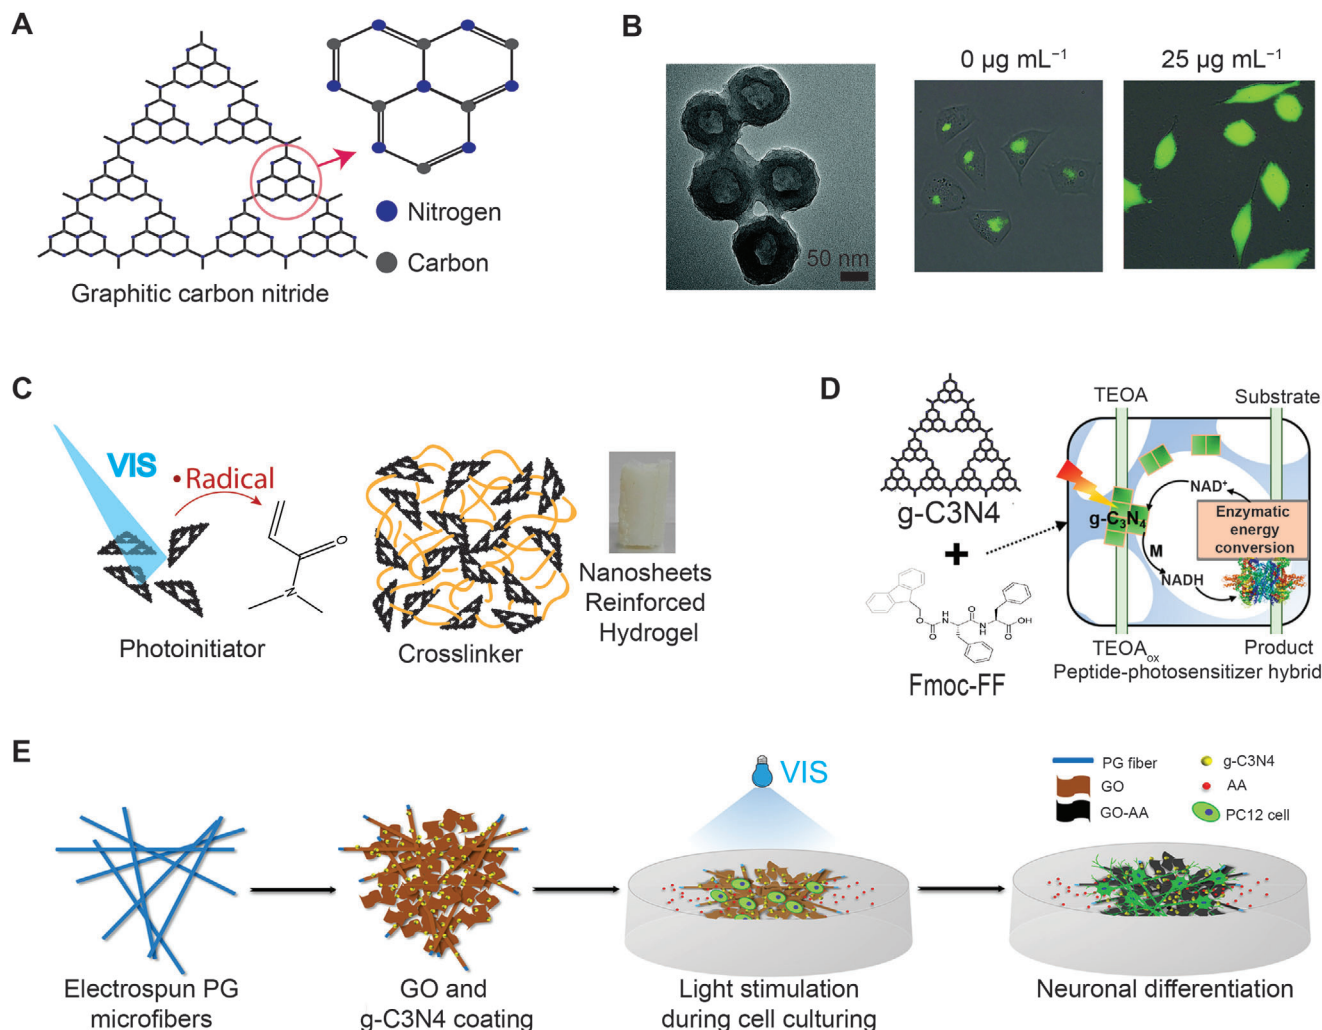 A
Nitrogen
Carbon
Graphitic carbon nitride
B
0 µg mL⁻¹
25 µg mL⁻¹
50 nm
C
VIS
•Radical
O
N
Photoinitiator
Crosslinker
Nanosheets
Reinforced
Hydrogel
D
g-C3N4
+
O
O
N
H
O
H
N
O
OH
Fmoc-FF
TEOA
Substrate
NAD⁺
g-C₃N₄
Enzymatic
energy
conversion
M
NADH
TEOAₒₓ
Product
Peptide-photosensitizer hybrid
E
VIS
PG fiber
GO
GO-AA
g-C3N4
AA
PC12 cell
Electrospun PG
microfibers
GO and
g-C3N4 coating
Light stimulation
during cell culturing
Neuronal differentiation